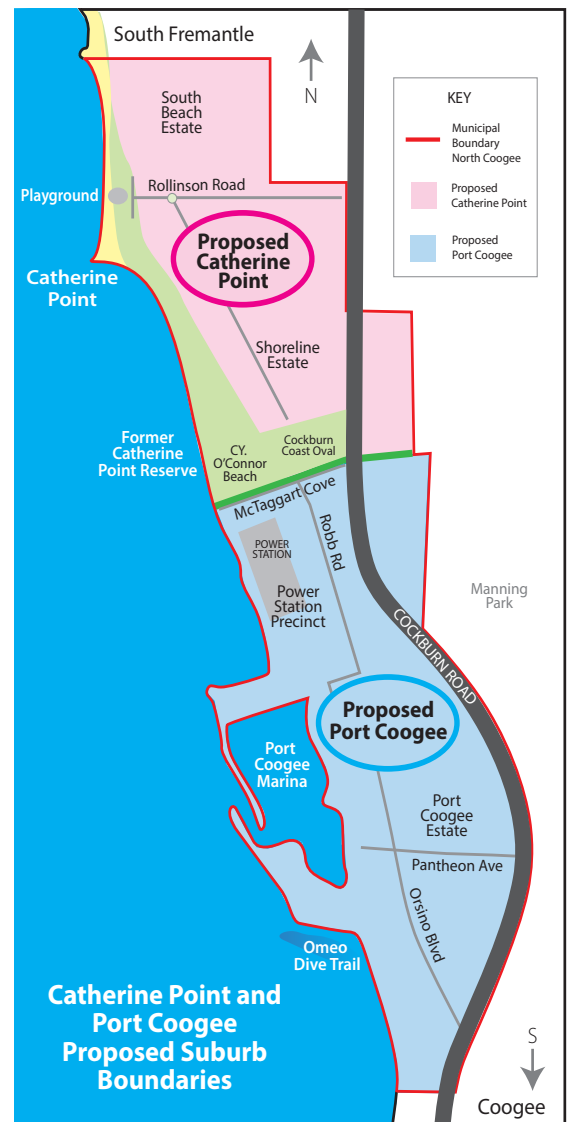 South Fremantle
N
KEY
Municipal
Boundary
North Coogee
Proposed
Catherine Point
Proposed
Port Coogee
South
Beach
Estate
Playground
Rollinson Road
Proposed
Catherine
Point
Catherine
Point
Shoreline
Estate
Former
Catherine
Point Reserve
CY.
O'Connor
Beach
Cockburn
Coast Oval
McTaggart Cove
Robb Rd
POWER
STATION
Power
Station
Precinct
Manning
Park
COCKBURN ROAD
Proposed
Port Coogee
Port
Coogee
Marina
Port
Coogee
Estate
Pantheon Ave
Orsino Blvd
Omeo
Dive Trail
Catherine Point and
Port Coogee
Proposed Suburb
Boundaries
S
Coogee